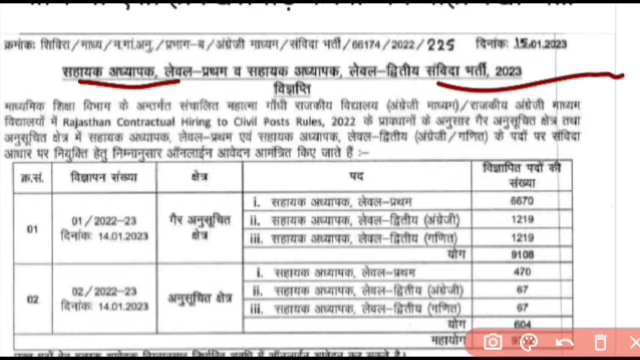 क्रमांकः शिविरा/माध्य/म.गां.अनु./प्रभाग-ब/अंग्रेजी माध्यम/संविदा भर्ती/66174/2022/225 दिनांकः 15.01.2023
सहायक अध्यापक, लेवल-प्रथम व सहायक अध्यापक, लेवल-द्वितीय संविदा भर्ती, 2023
विज्ञप्ति
माध्यमिक शिक्षा विभाग के अन्तर्गत संचालित महात्मा गाँधी राजकीय विद्यालय (अंग्रेजी माध्यम)/राजकीय अंग्रेजी माध्यम
विद्यालयों में Rajasthan Contractual Hiring to Civil Posts Rules, 2022 के प्रावधानों के अनुसार गैर अनुसूचित क्षेत्र तथा
अनुसूचित क्षेत्र में सहायक अध्यापक, लेवल-प्रथम एवं सहायक अध्यापक, लेवल-द्वितीय (अंग्रेजी/गणित) के पदों पर संविदा
आधार पर नियुक्ति हेतु निम्नानुसार ऑनलाईन आवेदन आमंत्रित किए जाते हैं :-
क्र.सं. विज्ञापन संख्या क्षेत्र पद विज्ञापित पदों की संख्या
01 01/2022-23 दिनांकः 14.01.2023 गैर अनुसूचित क्षेत्र
i. सहायक अध्यापक, लेवल-प्रथम 6670
ii. सहायक अध्यापक, लेवल-द्वितीय (अंग्रेजी) 1219
iii. सहायक अध्यापक, लेवल-द्वितीय (गणित) 1219
योग 9108
02 02/2022-23 दिनांकः 14.01.2023 अनुसूचित क्षेत्र
i. सहायक अध्यापक, लेवल-प्रथम 470
ii. सहायक अध्यापक, लेवल-द्वितीय (अंग्रेजी) 67
iii. सहायक अध्यापक, लेवल-द्वितीय (गणित) 67
योग 604
महायोग